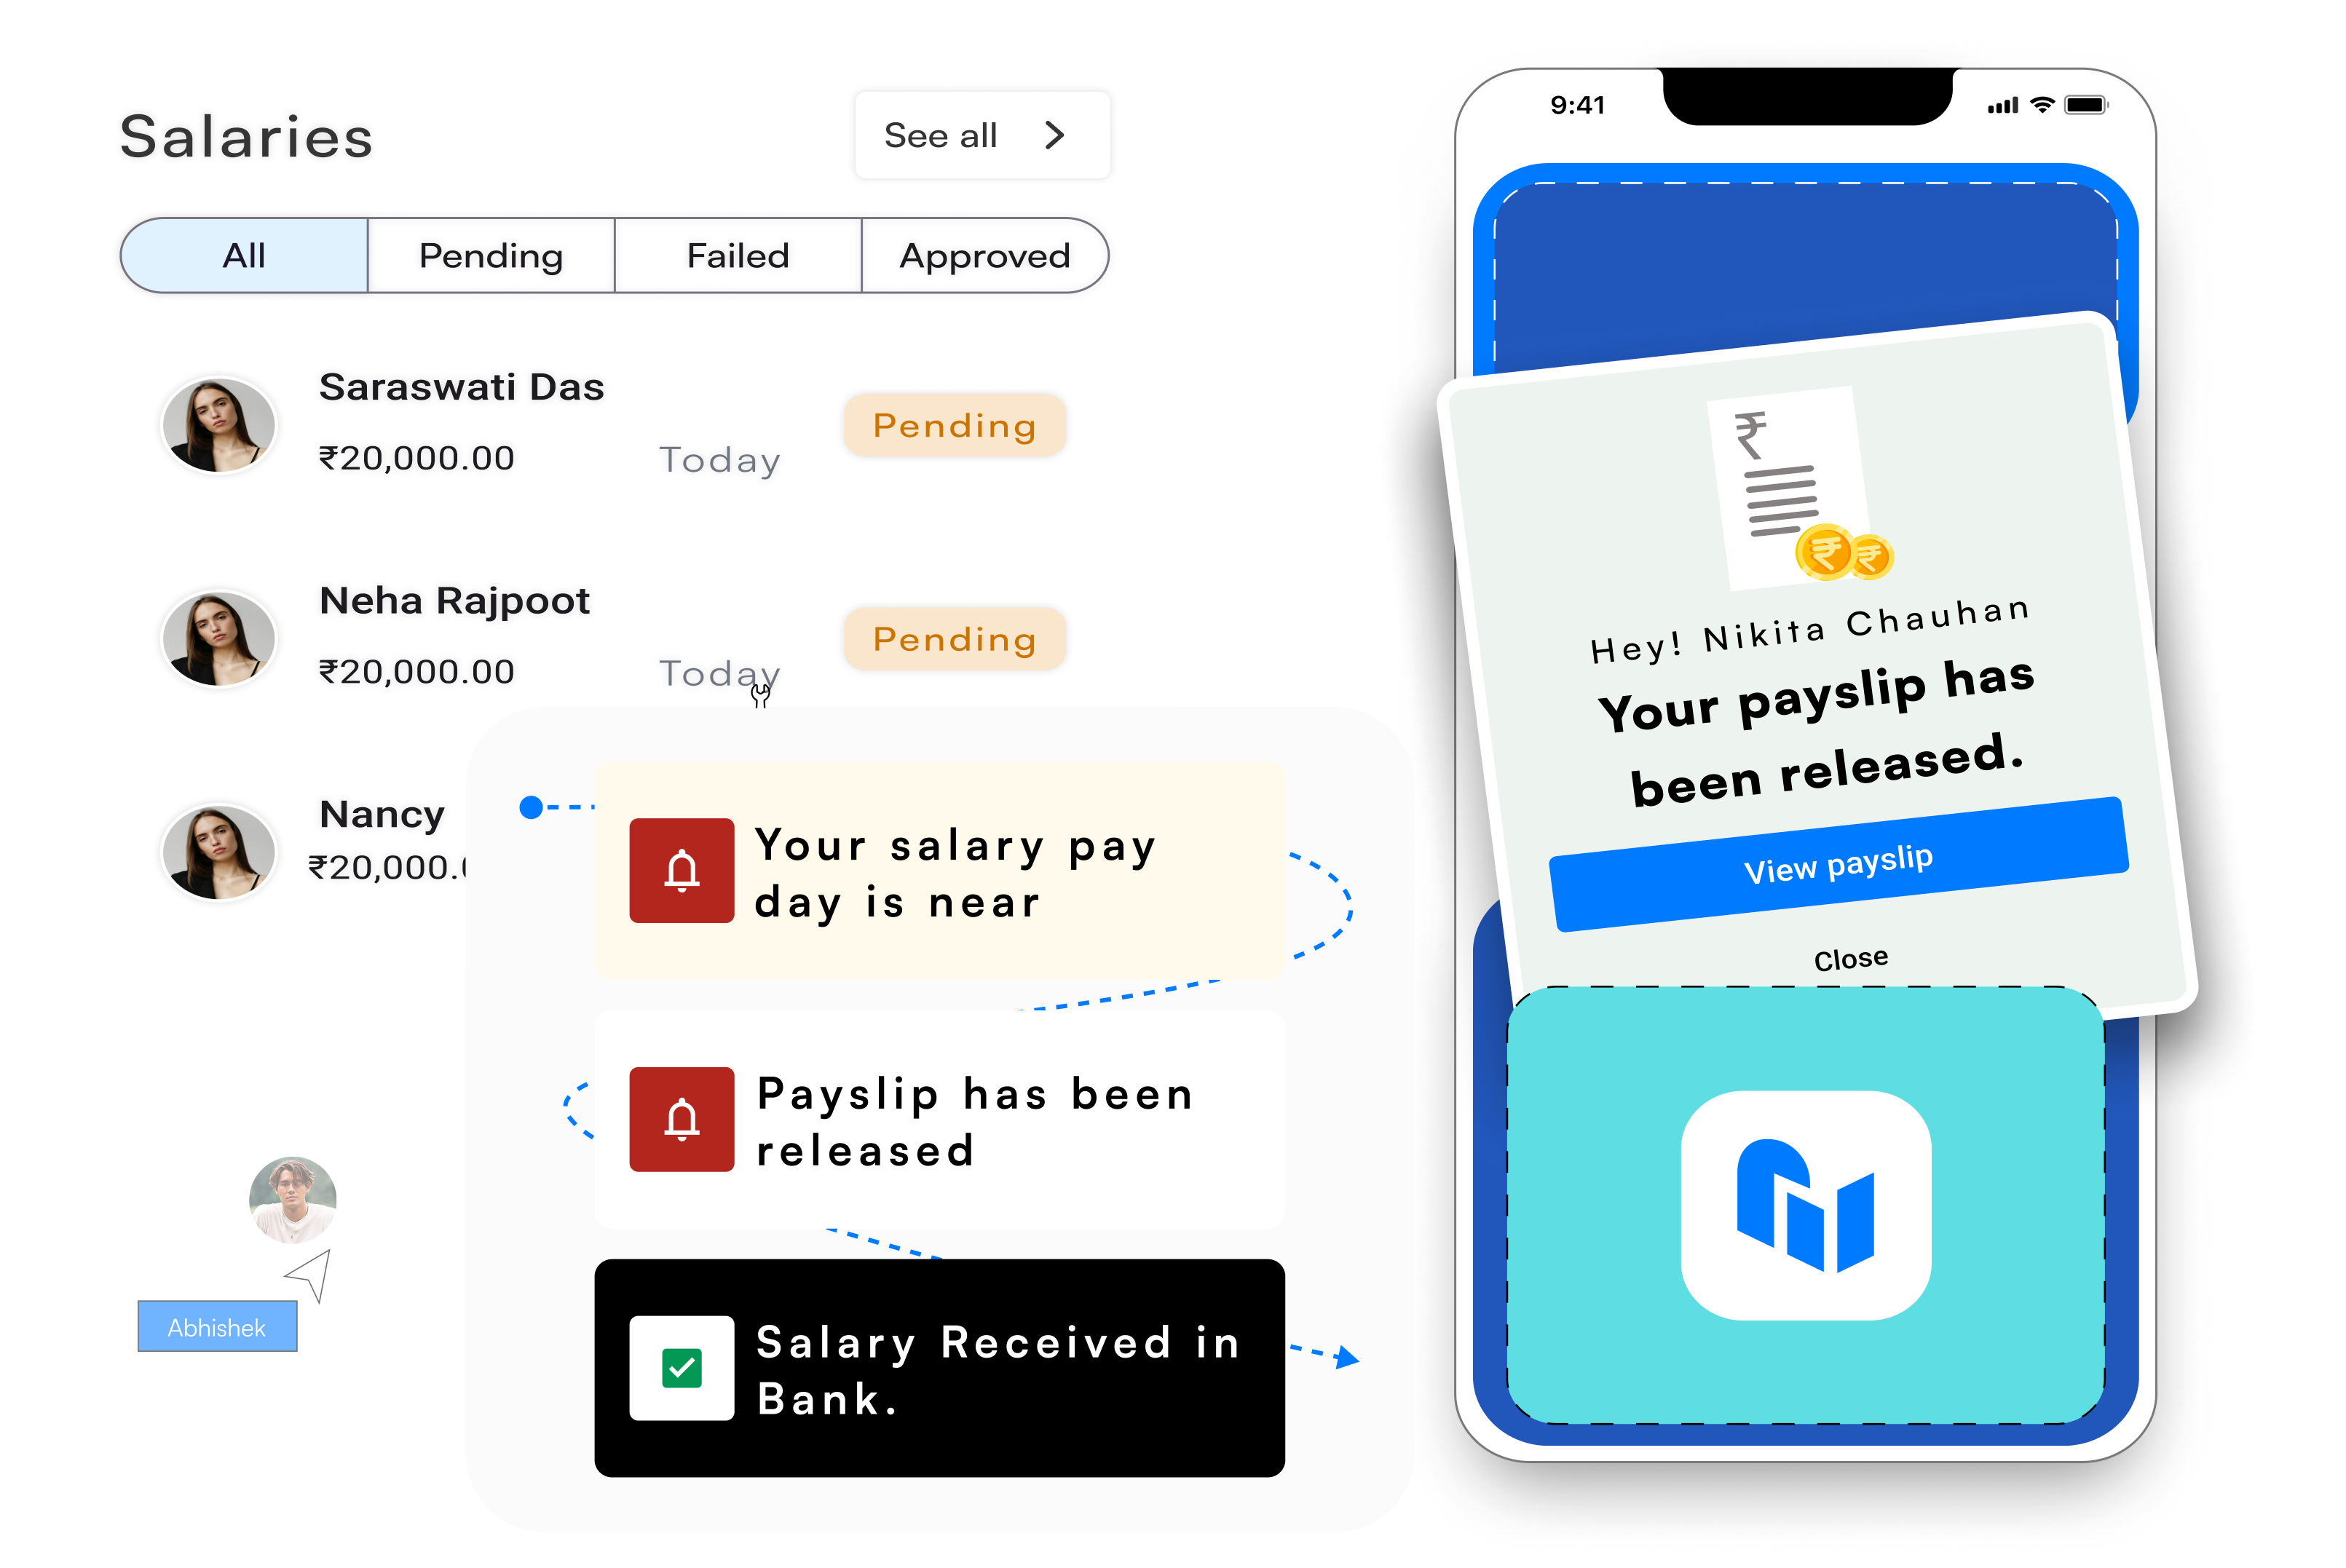 Salaries
See all
All
Pending
Failed
Approved
Saraswati Das
₹20,000.00
Today
Pending
Neha Rajpoot
₹20,000.00
Today
Pending
Nancy
₹20,000.
Your salary pay
day is near
Payslip has been
released
Salary Received in
Bank.
Abhishek
9:41
₹
₹
₹
Hey! Nikita Chauhan
Your payslip has
been released.
View payslip
Close